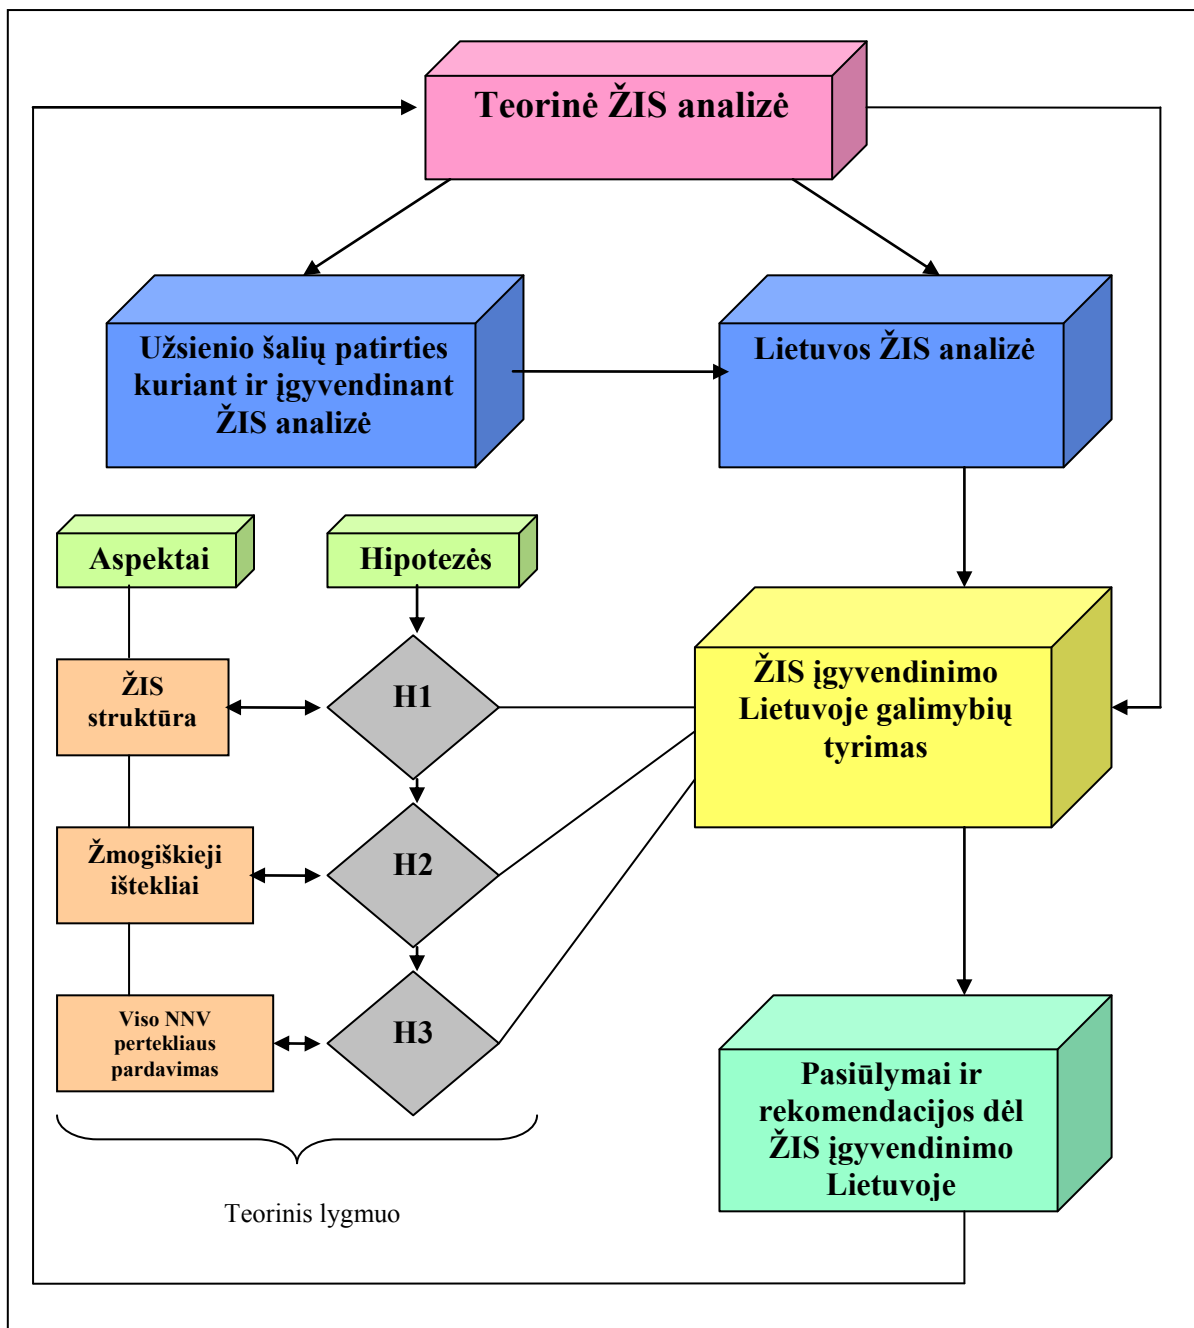 Teorinė ŽIS analizė
Užsienio šalių patirties
kuriant ir įgyvendinant
ŽIS analizė
Lietuvos ŽIS analizė
Aspektai
Hipotezės
ŽIS
struktūra
H1
ŽIS įgyvendinimo
Lietuvoje galimybių
tyrimas
Žmogiškieji
ištekliai
H2
Viso NNV
pertekliaus
pardavimas
H3
Pasiūlymai ir
rekomendacijos dėl
ŽIS įgyvendinimo
Lietuvoje
Teorinis lygmuo